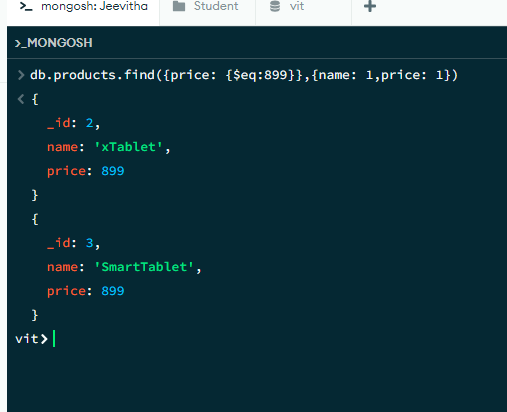 >_ mongosh: Jeevitha Student vit +
>_MONGOSH
> db.products.find({price: {$eq:899}},{name: 1,price: 1})
< {
_id: 2,
name: 'xTablet',
price: 899
}
{
_id: 3,
name: 'SmartTablet',
price: 899
}
vit>